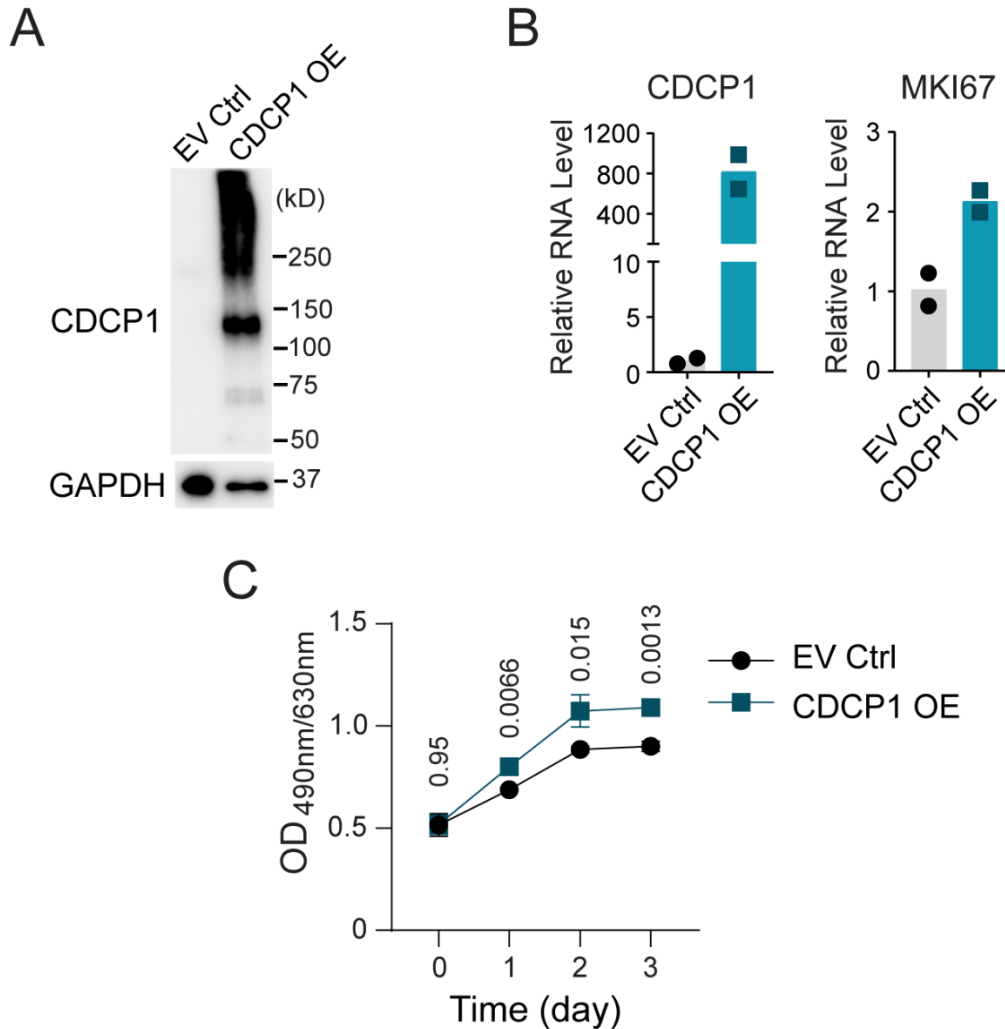 A
EV Ctrl
CDCP1 OE
(kD)
250
150
100
75
50
37
CDCP1
GAPDH
B
CDCP1
Relative RNA Level
1200
800
400
10
5
0
EV Ctrl
CDCP1 OE
MKI67
Relative RNA Level
3
2
1
0
EV Ctrl
CDCP1 OE
C
OD490nm/630nm
1.5
1.0
0.5
0
0.95
0.0066
0.015
0.0013
0 1 2 3
Time (day)
EV Ctrl
CDCP1 OE